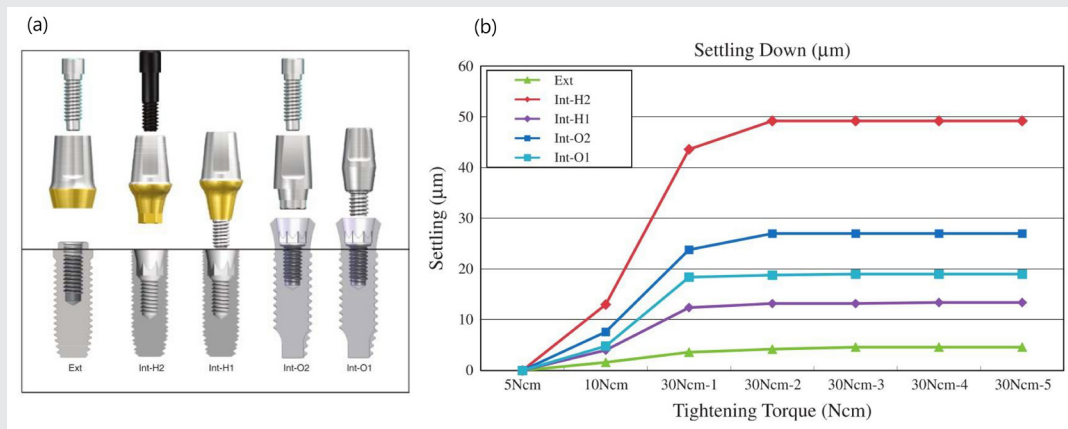 (a)
Ext
Int-H2
Int-H1
Int-O2
Int-O1
(b)
Settling Down (μm)
60
50
40
30
20
10
0
Settling (μm)
Ext
Int-H2
Int-H1
Int-O2
Int-O1
5Ncm
10Ncm
30Ncm-1
30Ncm-2
30Ncm-3
30Ncm-4
30Ncm-5
Tightening Torque (Ncm)